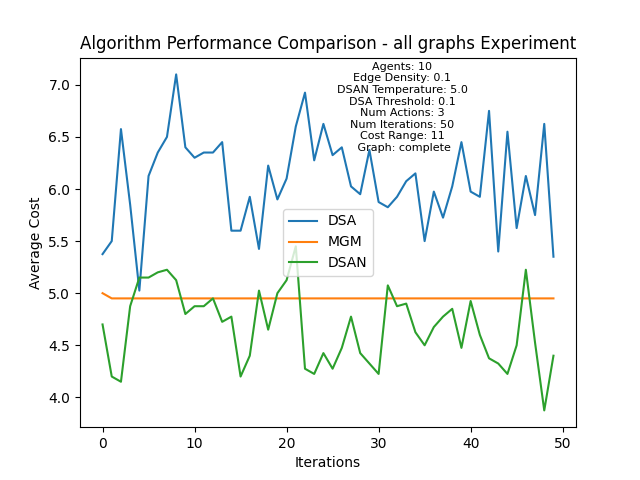 Algorithm Performance Comparison - all graphs Experiment
Agents: 10
Edge Density: 0.1
DSAN Temperature: 5.0
DSA Threshold: 0.1
Num Actions: 3
Num Iterations: 50
Cost Range: 11
Graph: complete
Average Cost
7.0
6.5
6.0
5.5
5.0
4.5
4.0
DSA
MGM
DSAN
0 10 20 30 40 50
Iterations